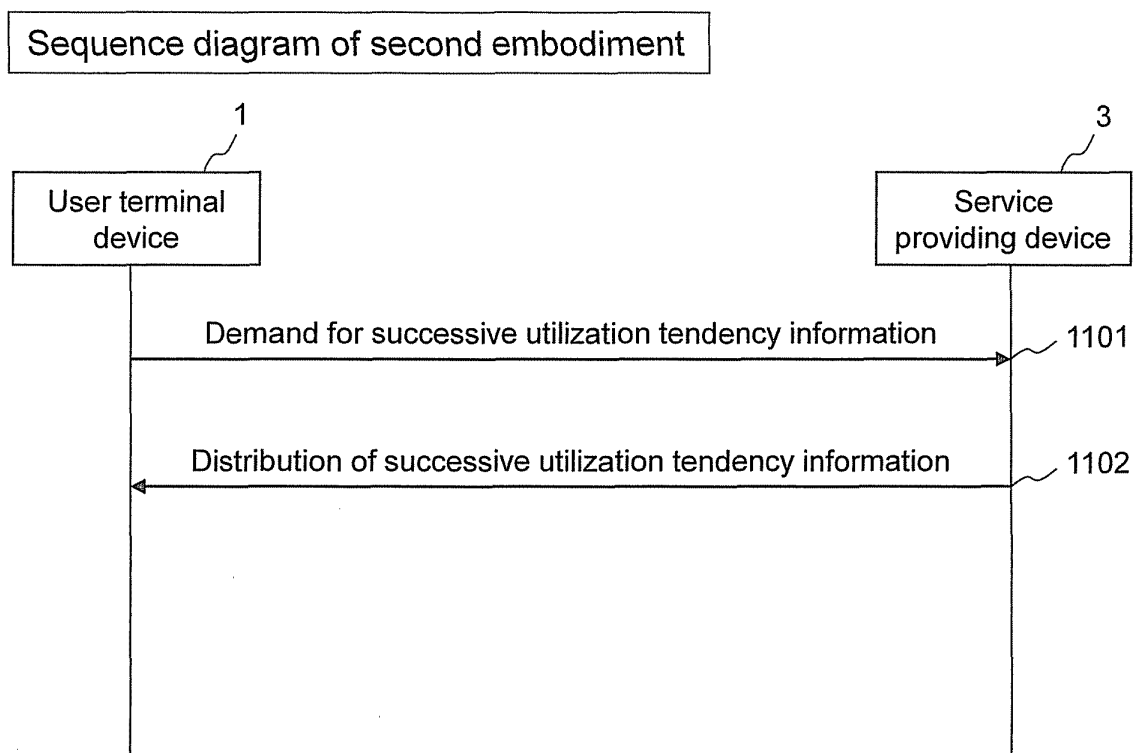 Sequence diagram of second embodiment
1
3
User terminal
device
Service
providing device
Demand for successive utilization tendency information
1101
Distribution of successive utilization tendency information
1102